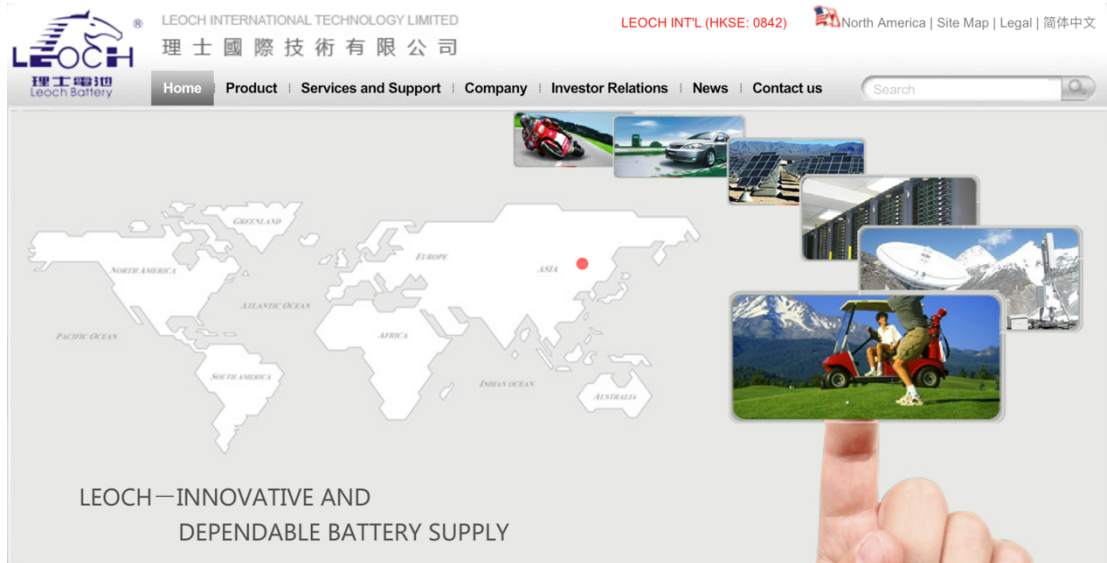 LEOCH INTERNATIONAL TECHNOLOGY LIMITED
理士國際技術有限公司
LEOCH INT'L (HKSE: 0842)
North America | Site Map | Legal | 简体中文
®
LEOCH
理士電池
Leoch Battery
Home
Product
Services and Support
Company
Investor Relations
News
Contact us
Search
GREENLAND
NORTH AMERICA
EUROPE
ASIA
ATLANTIC OCEAN
PACIFIC OCEAN
AFRICA
SOUTH AMERICA
INDIAN OCEAN
AUSTRALIA
LEOCH—INNOVATIVE AND
DEPENDABLE BATTERY SUPPLY